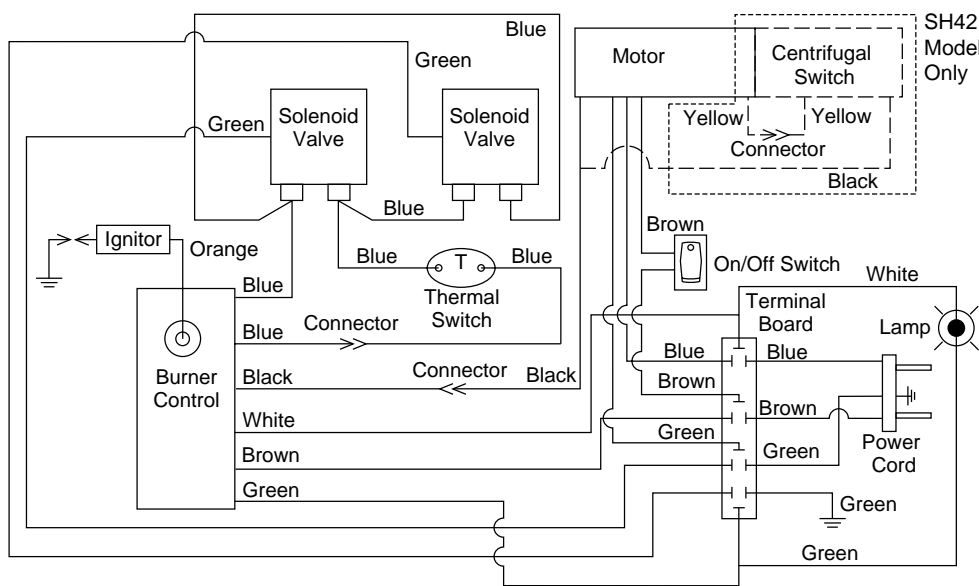 SH42
Model
Only
Blue
Green
Motor
Centrifugal
Switch
Solenoid
Valve
Solenoid
Valve
Green
Yellow
Yellow
Connector
Black
Blue
Brown
Ignitor
Orange
Blue
T
Blue
On/Off Switch
White
Thermal
Switch
Blue
Terminal
Board
Lamp
Blue
Connector
Blue
Blue
Burner
Control
Black
Connector
Black
Brown
Brown
White
Green
Green
Power
Cord
Brown
Green
Green
Green